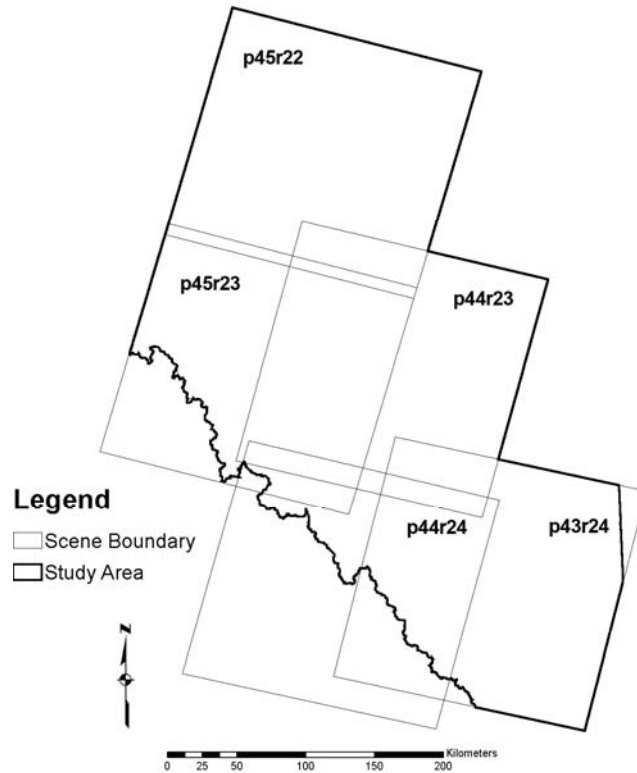 p45r22
p45r23
p44r23
p44r24
p43r24
Legend
Scene Boundary
Study Area
N
Kilometers
0 25 50 100 150 200